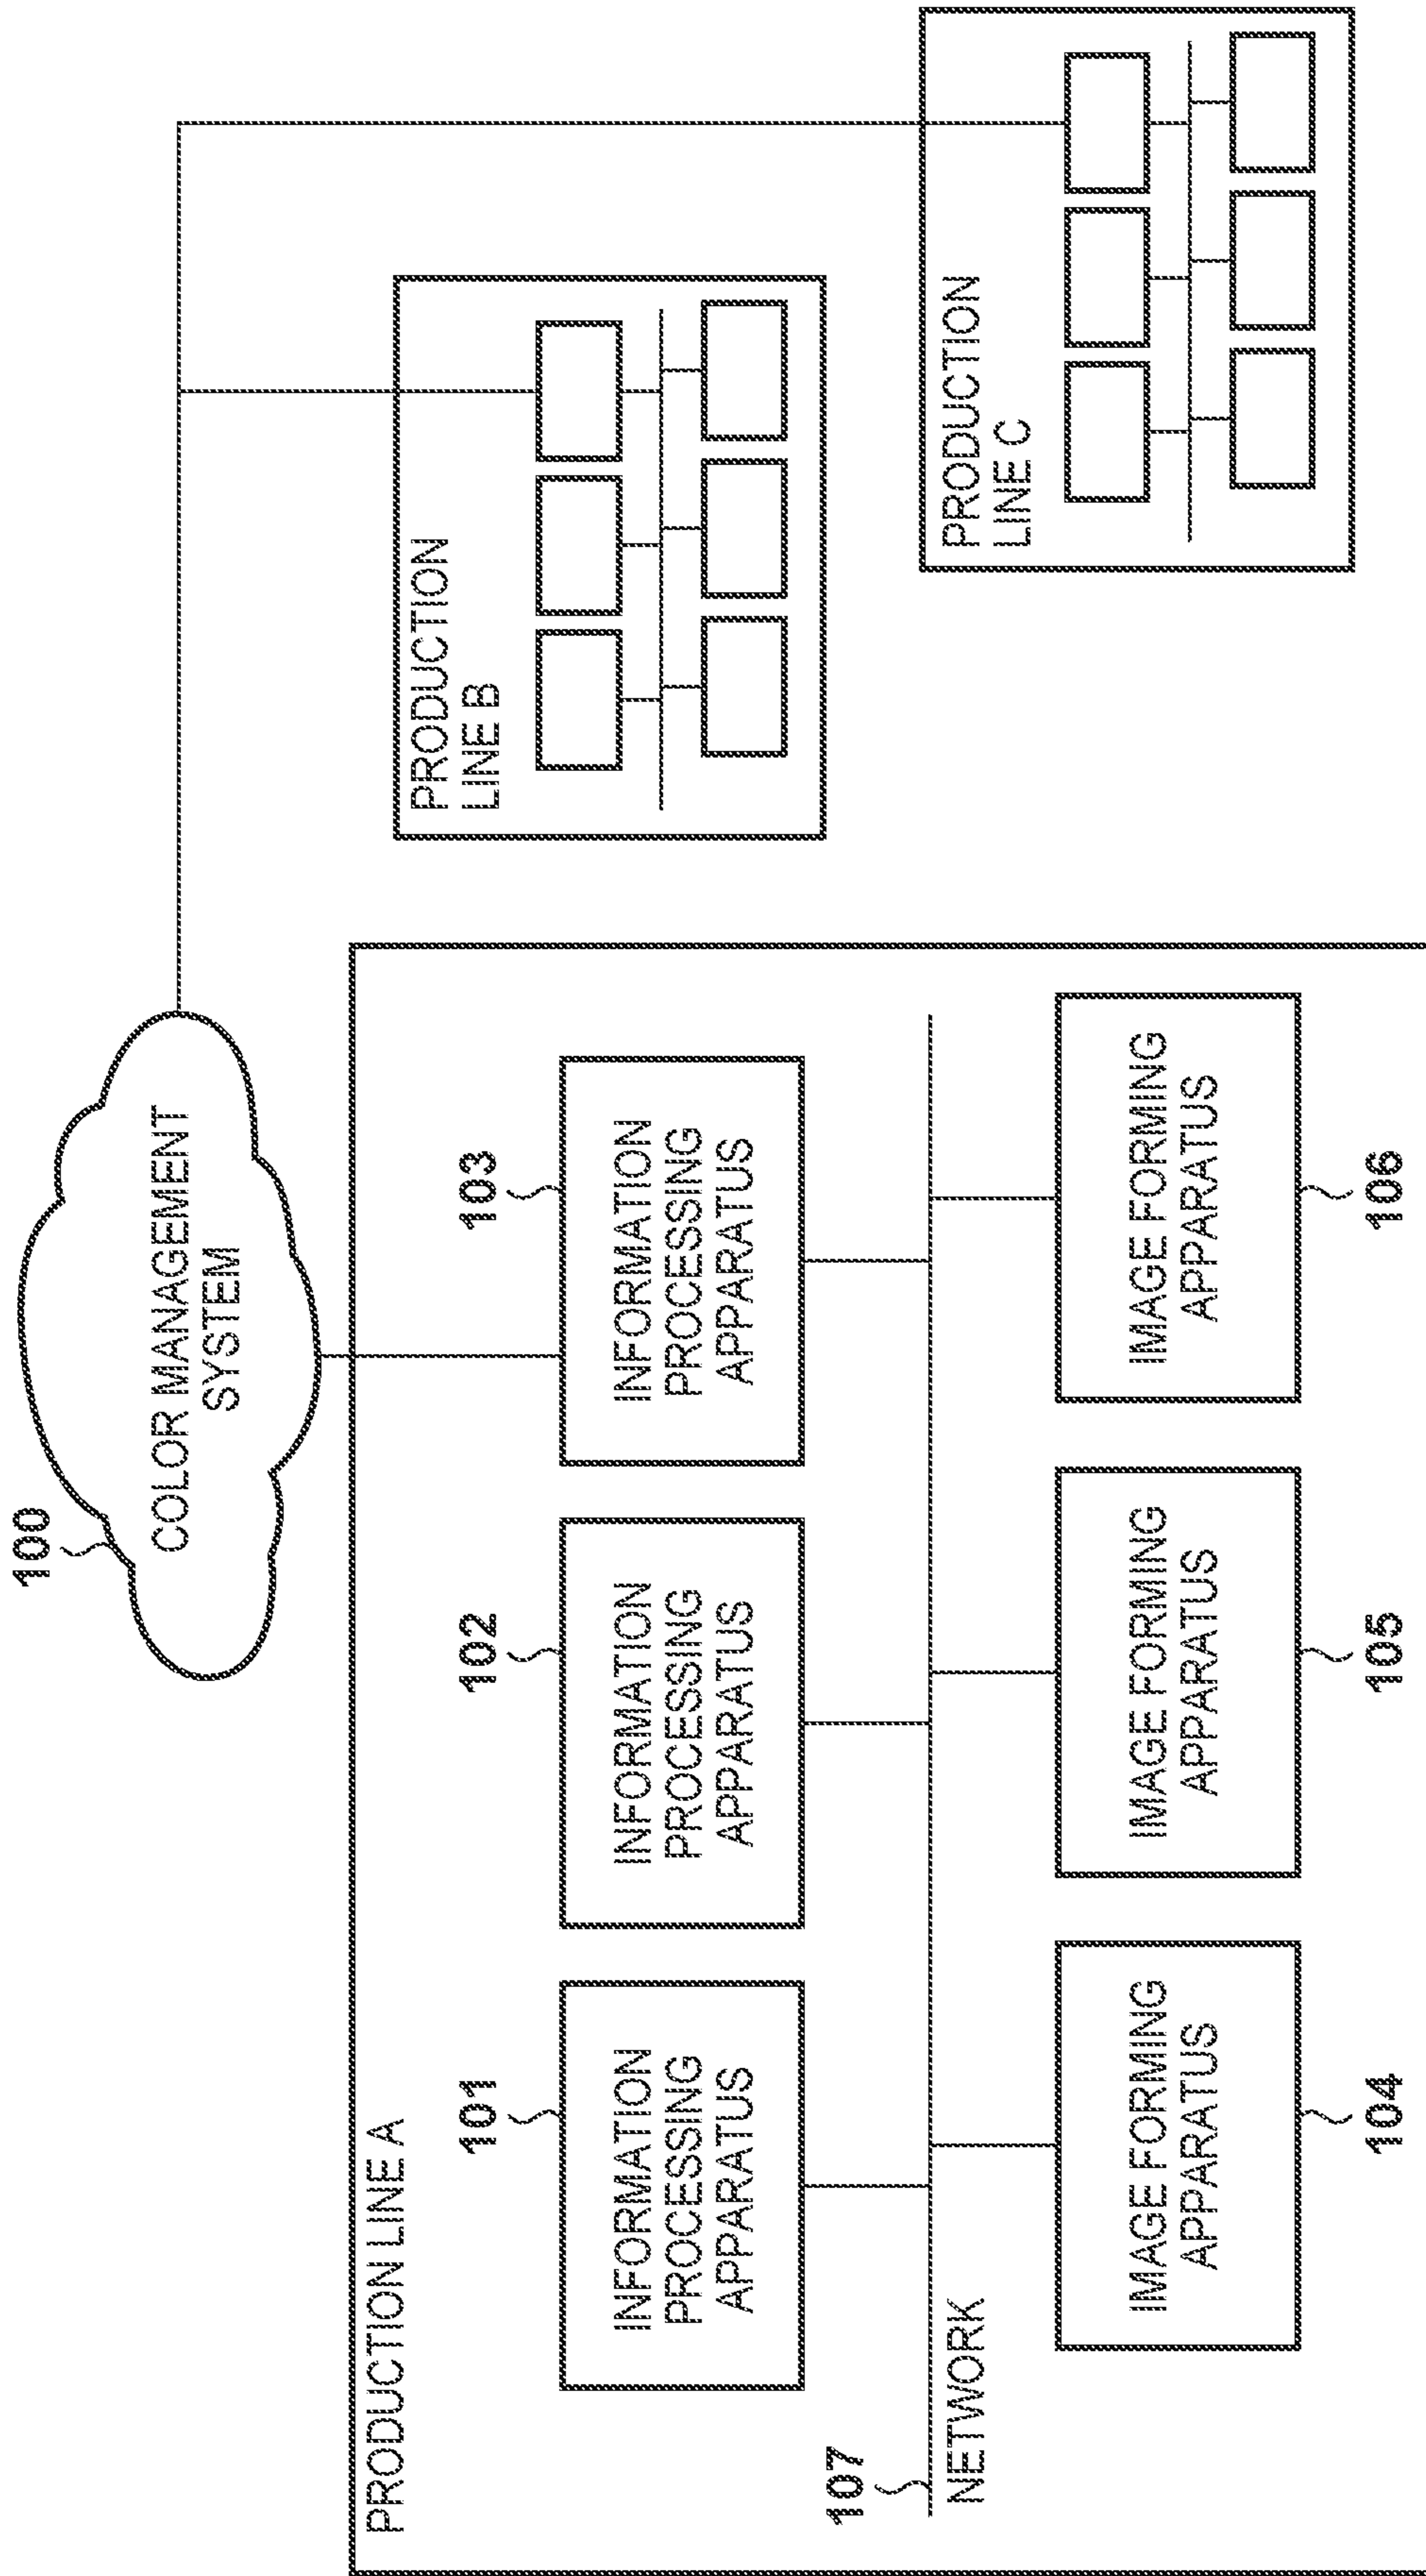 100
COLOR MANAGEMENT
SYSTEM
PRODUCTION LINE A
101
INFORMATION
PROCESSING
APPARATUS
102
INFORMATION
PROCESSING
APPARATUS
103
INFORMATION
PROCESSING
APPARATUS
107
NETWORK
IMAGE FORMING
APPARATUS
104
IMAGE FORMING
APPARATUS
105
IMAGE FORMING
APPARATUS
106
PRODUCTION
LINE B
PRODUCTION
LINE C